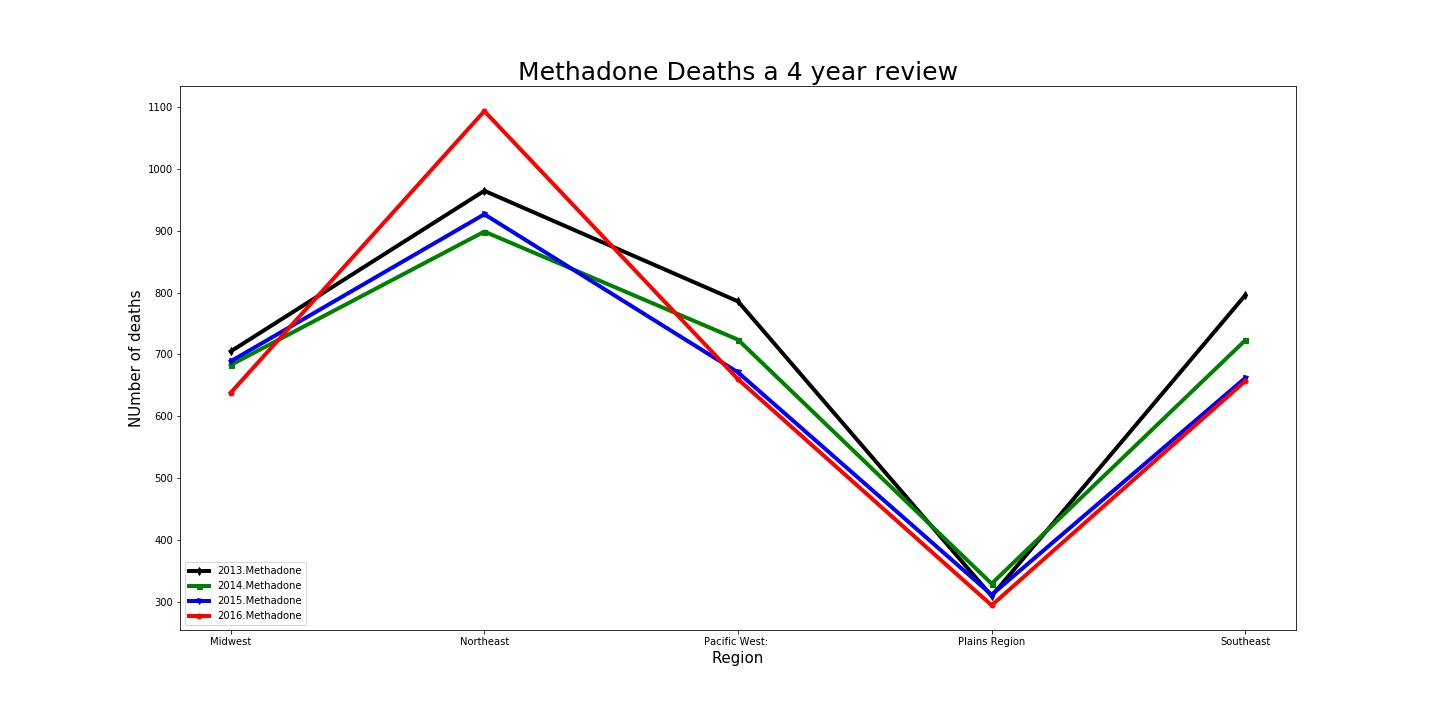 Methadone Deaths a 4 year review
NUmber of deaths
1100
1000
900
800
700
600
500
400
300
2013.Methadone
2014.Methadone
2015.Methadone
2016.Methadone
Midwest
Northeast
Pacific West:
Plains Region
Southeast
Region